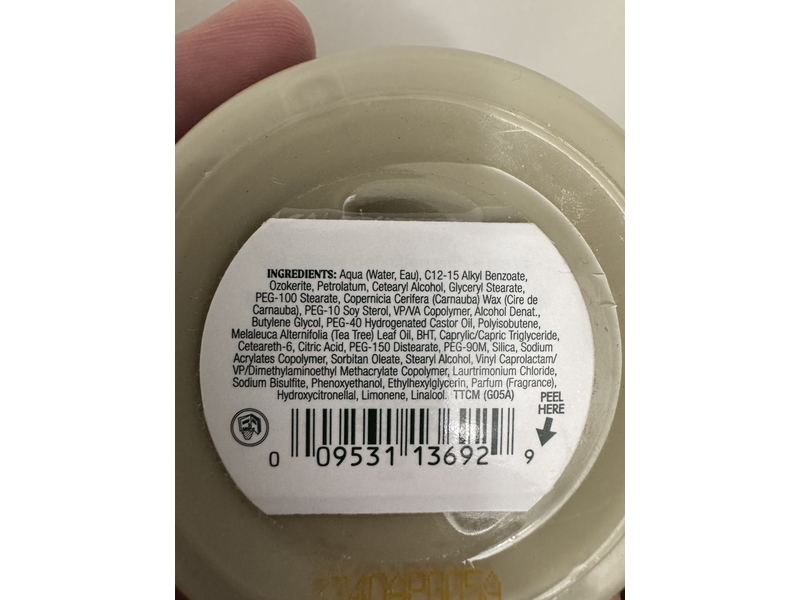 INGREDIENTS: Aqua (Water, Eau), C12-15 Alkyl Benzoate,
Ozokerite, Petrolatum, Cetearyl Alcohol, Glyceryl Stearate,
PEG-100 Stearate, Copernicia Cerifera (Carnauba) Wax (Cire de
Carnauba), PEG-10 Soy Sterol, VP/VA Copolymer, Alcohol Denat.,
Butylene Glycol, PEG-40 Hydrogenated Castor Oil, Polyisobutene,
Melaleuca Alternifolia (Tea Tree) Leaf Oil, BHT, Caprylic/Capric Triglyceride,
Ceteareth-6, Citric Acid, PEG-150 Distearate, PEG-90M, Silica, Sodium
Acrylates Copolymer, Sorbitan Oleate, Stearyl Alcohol, Vinyl Caprolactam/
VP/Dimethylaminoethyl Methacrylate Copolymer, Laurtrimonium Chloride,
Sodium Bisulfite, Phenoxyethanol, Ethylhexylglycerin, Parfum (Fragrance),
Hydroxycitronellal, Limonene, Linalool. TTCM (G05A)
PEEL
HERE
0 09531 13692 9